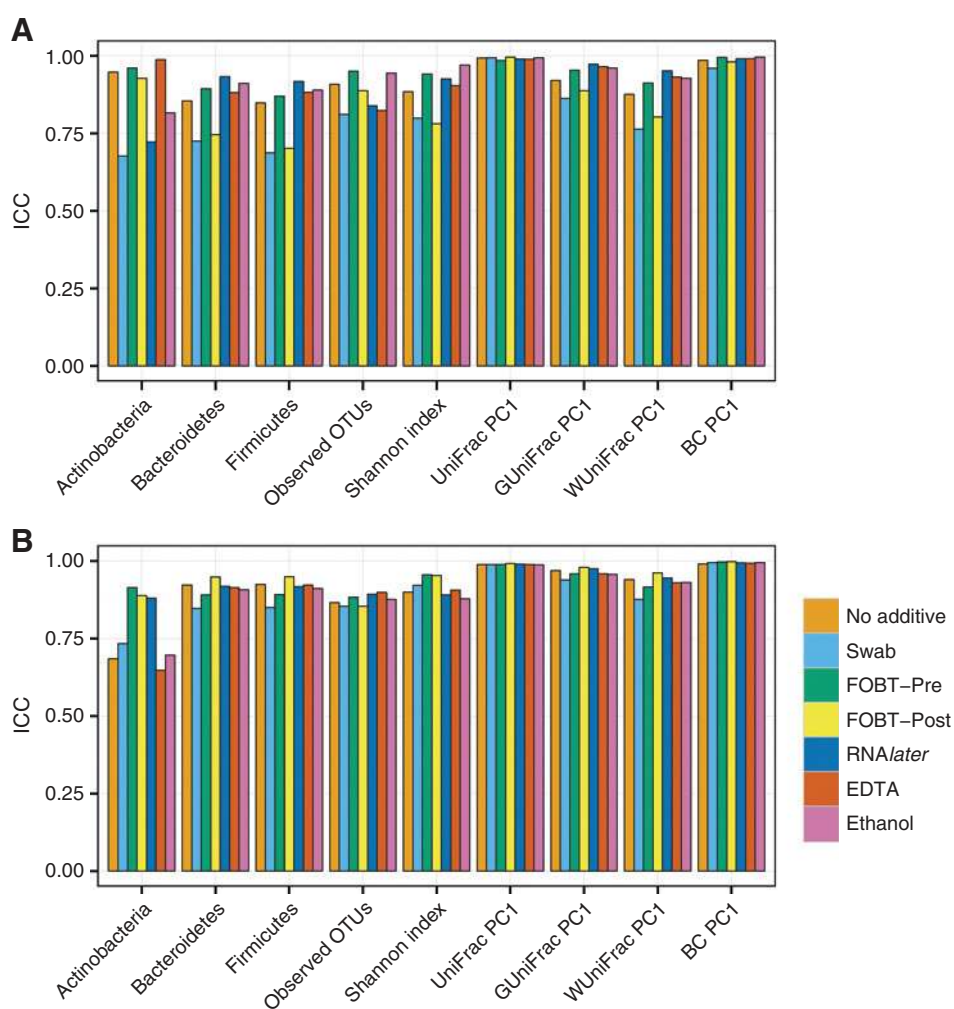 A
1.00
0.75
0.50
0.25
0.00
ICC
Actinobacteria
Bacteroidetes
Firmicutes
Observed OTUs
Shannon index
UniFrac PC1
GUniFrac PC1
WUniFrac PC1
BC PC1
B
1.00
0.75
0.50
0.25
0.00
ICC
Actinobacteria
Bacteroidetes
Firmicutes
Observed OTUs
Shannon index
UniFrac PC1
GUniFrac PC1
WUniFrac PC1
BC PC1
No additive
Swab
FOBT−Pre
FOBT−Post
RNAlater
EDTA
Ethanol